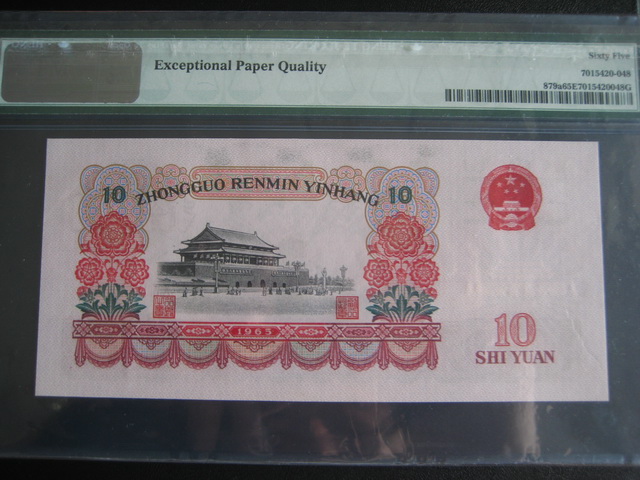 Exceptional Paper Quality
Sixty Five
7015420-048
879a65E7015420048G
10 ZHONGGUO RENMIN YINHANG 10
1965
10
SHI YUAN